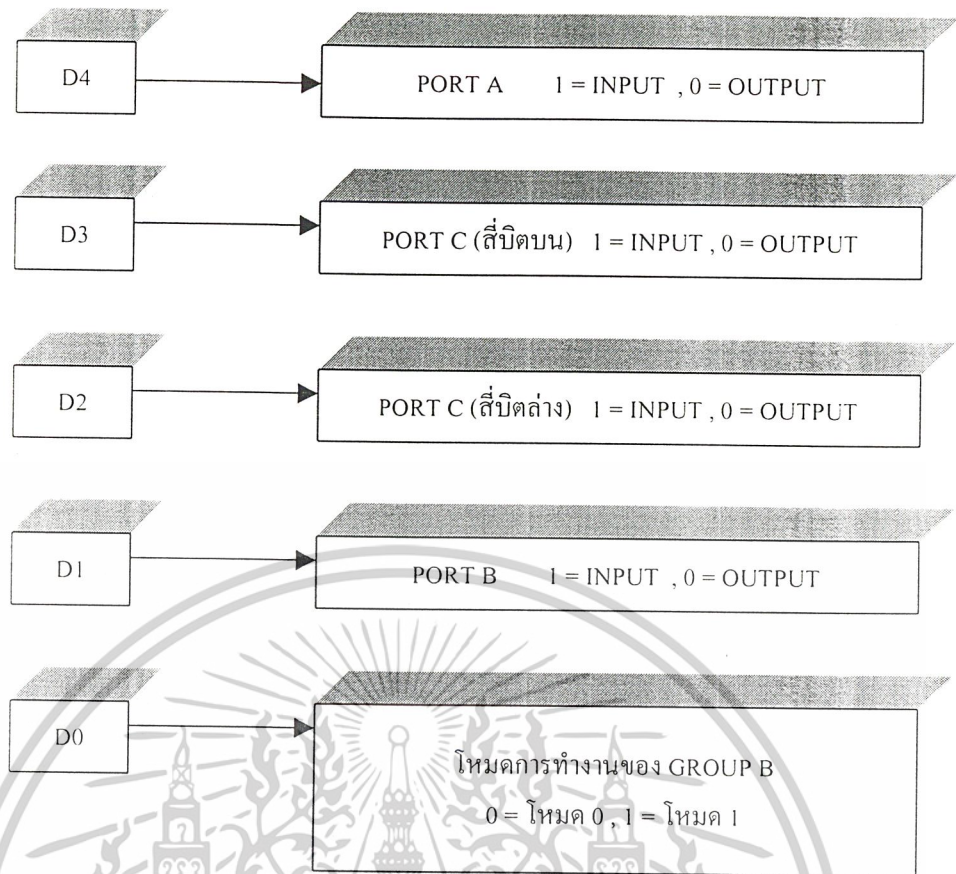 D4
PORT A 1 = INPUT , 0 = OUTPUT
D3
PORT C (สี่บิตบน) 1 = INPUT , 0 = OUTPUT
D2
PORT C (สี่บิตล่าง) 1 = INPUT , 0 = OUTPUT
D1
PORT B 1 = INPUT , 0 = OUTPUT
D0
โหมดการทำงานของ GROUP B
0 = โหมด 0 , 1 = โหมด 1